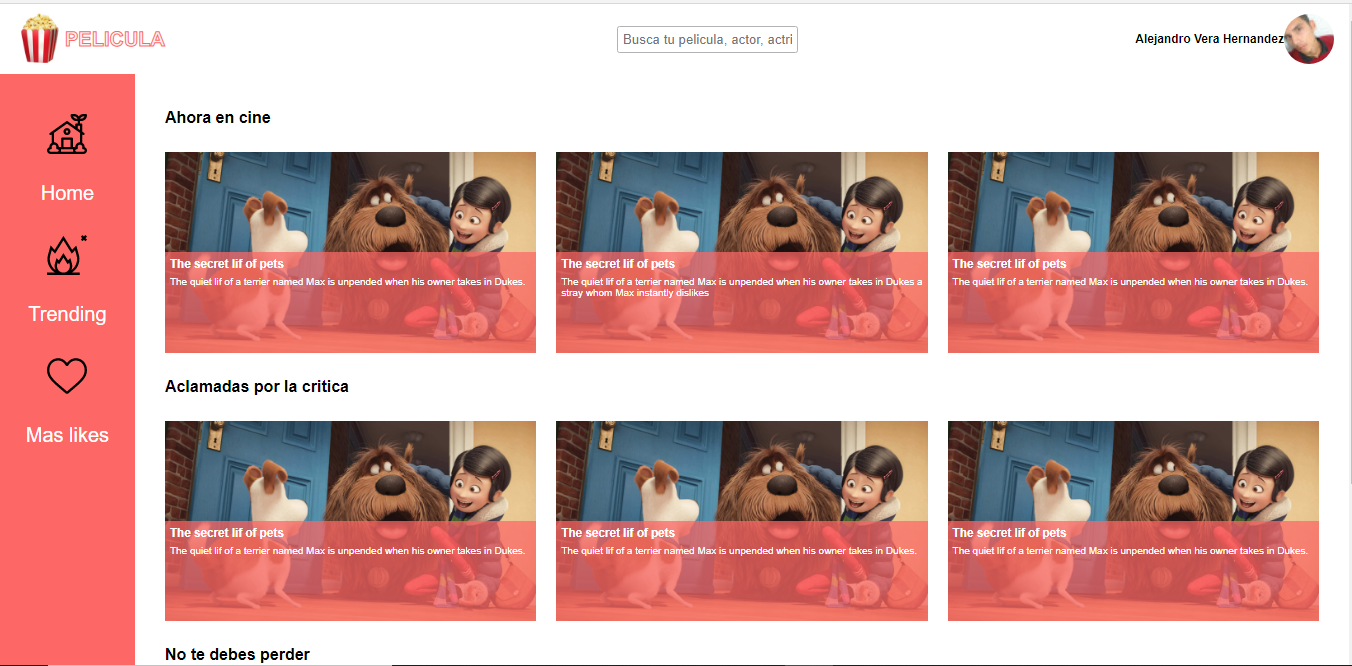 PELICULA
Busca tu pelicula, actor, actri
Alejandro Vera Hernandez
Home
Trending
Mas likes
Ahora en cine
The secret lif of pets
The quiet lif of a terrier named Max is unpended when his owner takes in Dukes.
The secret lif of pets
The quiet lif of a terrier named Max is unpended when his owner takes in Dukes a
stray whom Max instantly dislikes
The secret lif of pets
The quiet lif of a terrier named Max is unpended when his owner takes in Dukes.
Aclamadas por la critica
The secret lif of pets
The quiet lif of a terrier named Max is unpended when his owner takes in Dukes.
The secret lif of pets
The quiet lif of a terrier named Max is unpended when his owner takes in Dukes.
The secret lif of pets
The quiet lif of a terrier named Max is unpended when his owner takes in Dukes.
No te debes perder